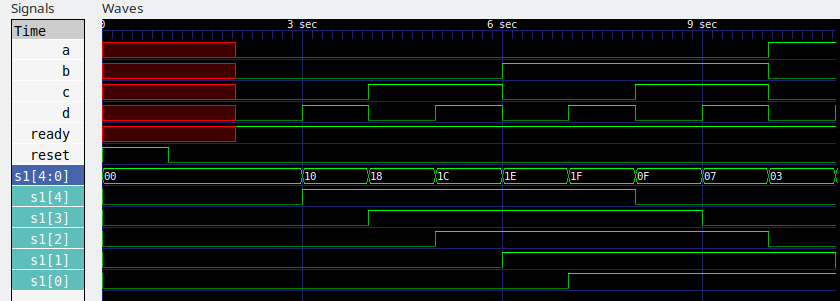 Signals Waves
Time 0 3 sec 6 sec 9 sec
a
b
c
d
ready
reset
s1[4:0] 00 10 18 1C 1E 1F 0F 07 03
s1[4]
s1[3]
s1[2]
s1[1]
s1[0]